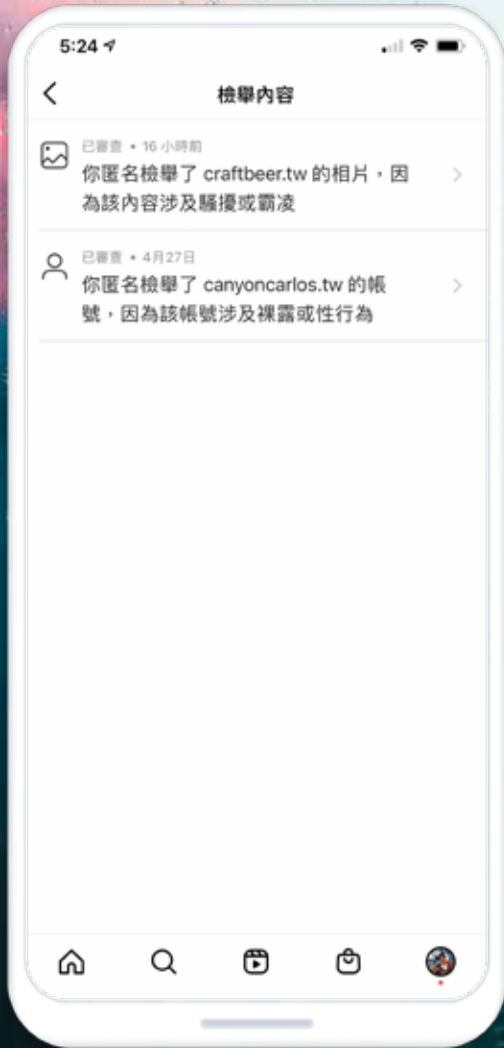 5:24
檢舉內容
已審查 • 16 小時前
你匿名檢舉了 craftbeer.tw 的相片，因
為該內容涉及騷擾或霸凌
已審查 • 4月27日
你匿名檢舉了 canyoncarlos.tw 的帳
號，因為該帳號涉及裸露或性行為